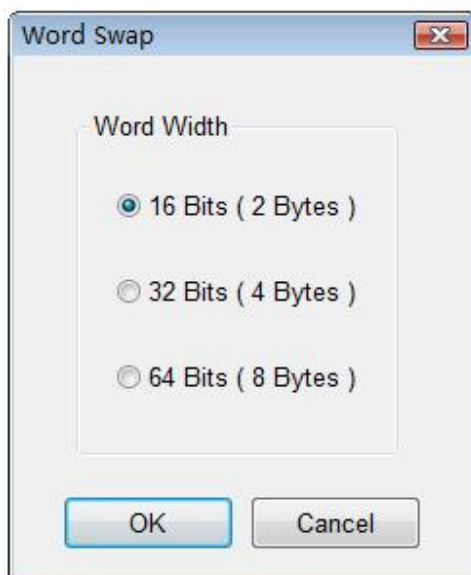 Word Swap
Word Width
16 Bits ( 2 Bytes )
32 Bits ( 4 Bytes )
64 Bits ( 8 Bytes )
OK Cancel